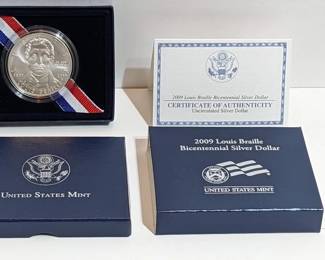 2009 Louis Braille Bicentennial Silver Dollar
CERTIFICATE OF AUTHENTICITY
Uncirculated Silver Dollar
UNITED STATES MINT
2009 Louis Braille
Bicentennial Silver Dollar
UNITED STATES MINT